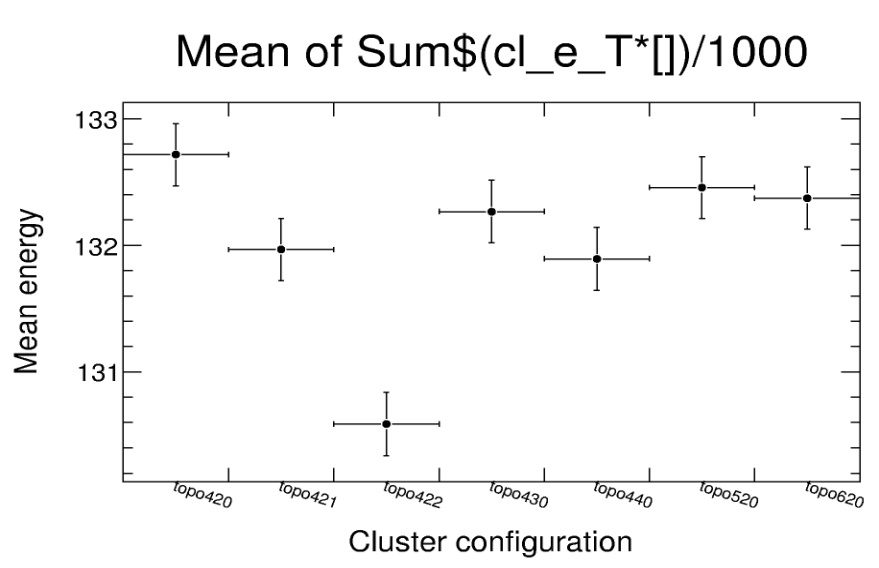 Mean of Sum$(cl_e_T*[])/1000
Mean energy
133
132
131
topo420
topo421
topo422
topo430
topo440
topo520
topo620
Cluster configuration